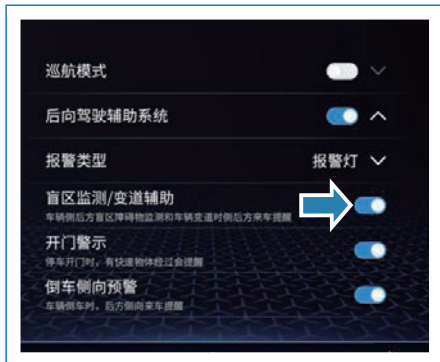 巡航模式
后向驾驶辅助系统
报警类型 报警灯
盲区监测/变道辅助
车辆侧后方盲区障碍物监测和车辆变道时侧后方来车提醒
开门警示
停车开门时，有快速物体经过会提醒
倒车侧向预警
车辆倒车时，后方侧向来车提醒